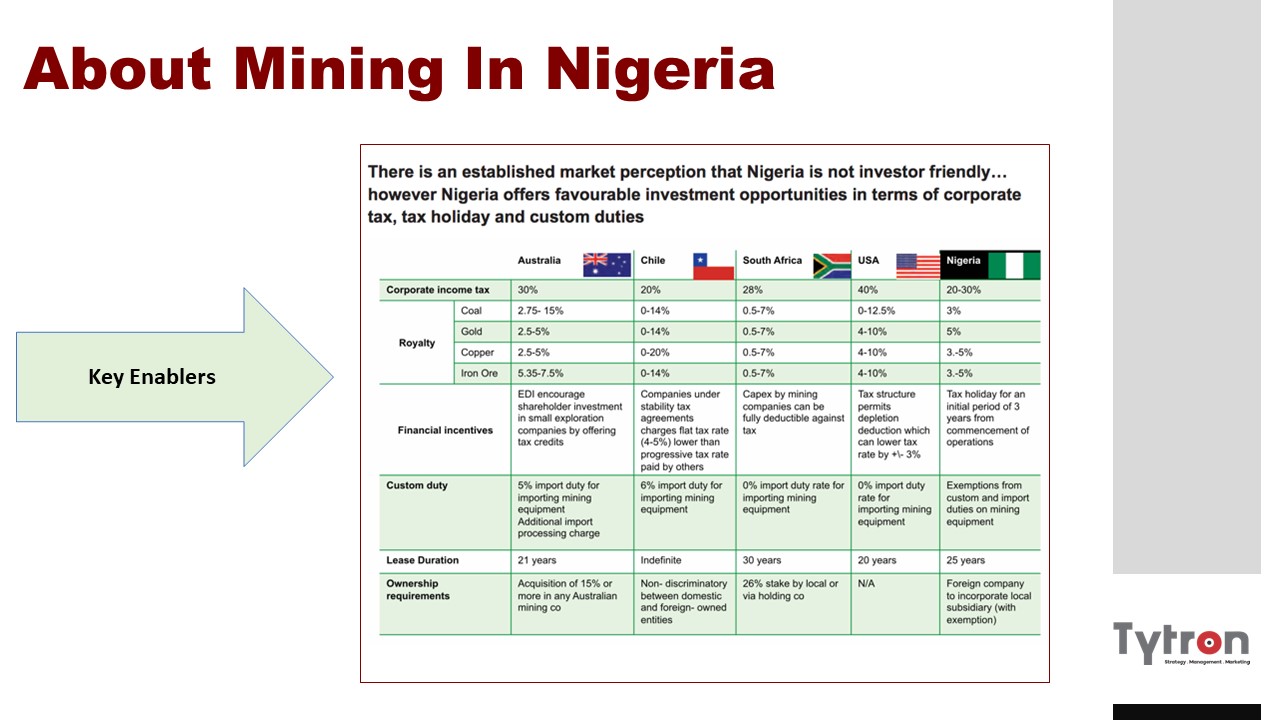 About Mining In Nigeria
Key Enablers
There is an established market perception that Nigeria is not investor friendly…
however Nigeria offers favourable investment opportunities in terms of corporate
tax, tax holiday and custom duties
Australia Chile South Africa USA Nigeria
Corporate income tax 30% 20% 28% 40% 20-30%
Royalty
Coal 2.75- 15% 0-14% 0.5-7% 0-12.5% 3%
Gold 2.5-5% 0-14% 0.5-7% 4-10% 5%
Copper 2.5-5% 0-20% 0.5-7% 4-10% 3.-5%
Iron Ore 5.35-7.5% 0-14% 0.5-7% 4-10% 3.-5%
Financial incentives
EDI encourage
shareholder investment
in small exploration
companies by offering
tax credits
Companies under
stability tax
agreements
charges flat tax rate
(4-5%) lower than
progressive tax rate
paid by others
Capex by mining
companies can be
fully deductible against
tax
Tax structure
permits
depletion
deduction which
can lower tax
rate by +\- 3%
Tax holiday for an
initial period of 3
years from
commencement of
operations
Custom duty
5% import duty for
importing mining
equipment
Additional import
processing charge
6% import duty for
importing mining
equipment
0% import duty rate for
importing mining
equipment
0% import duty
rate for
importing mining
equipment
Exemptions from
custom and import
duties on mining
equipment
Lease Duration 21 years Indefinite 30 years 20 years 25 years
Ownership
requirements
Acquisition of 15% or
more in any Australian
mining co
Non- discriminatory
between domestic
and foreign- owned
entities
26% stake by local or
via holding co
N/A
Foreign company
to incorporate local
subsidiary (with
exemption)
Tytron
Strategy . Management . Marketing